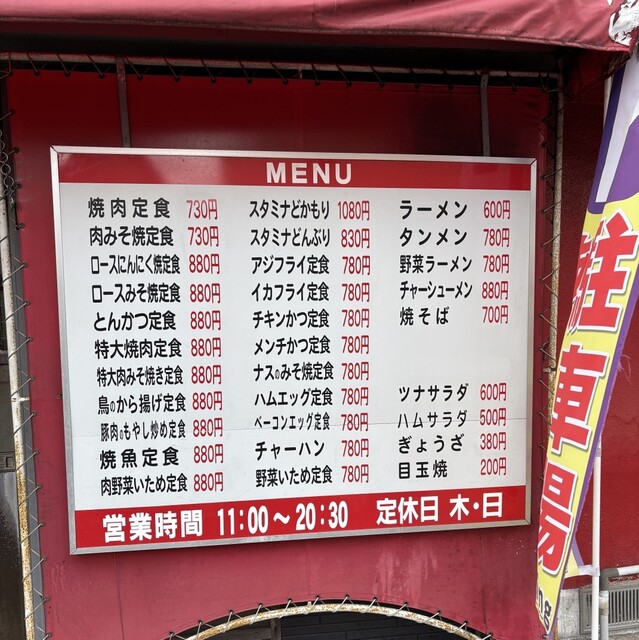 MENU
焼肉定食 730円
肉みそ焼定食 730円
ロースにんにく焼定食 880円
ロースみそ焼定食 880円
とんかつ定食 880円
特大焼肉定食 880円
特大肉みそ焼き定食 880円
鳥のから揚げ定食 880円
豚肉のもやし炒め定食 880円
焼魚定食 880円
肉野菜いため定食 880円
スタミナどかもり 1080円
スタミナどんぶり 830円
アジフライ定食 780円
イカフライ定食 780円
チキンかつ定食 780円
メンチかつ定食 780円
ナスのみそ焼定食 780円
ハムエッグ定食 780円
ベーコンエッグ定食 780円
チャーハン 780円
野菜いため定食 780円
ラーメン 600円
タンメン 780円
野菜ラーメン 780円
チャーシューメン 880円
焼そば 700円
ツナサラダ 600円
ハムサラダ 500円
ぎょうざ 380円
目玉焼 200円
営業時間 11:00～20:30 定休日 木・日
駐車場